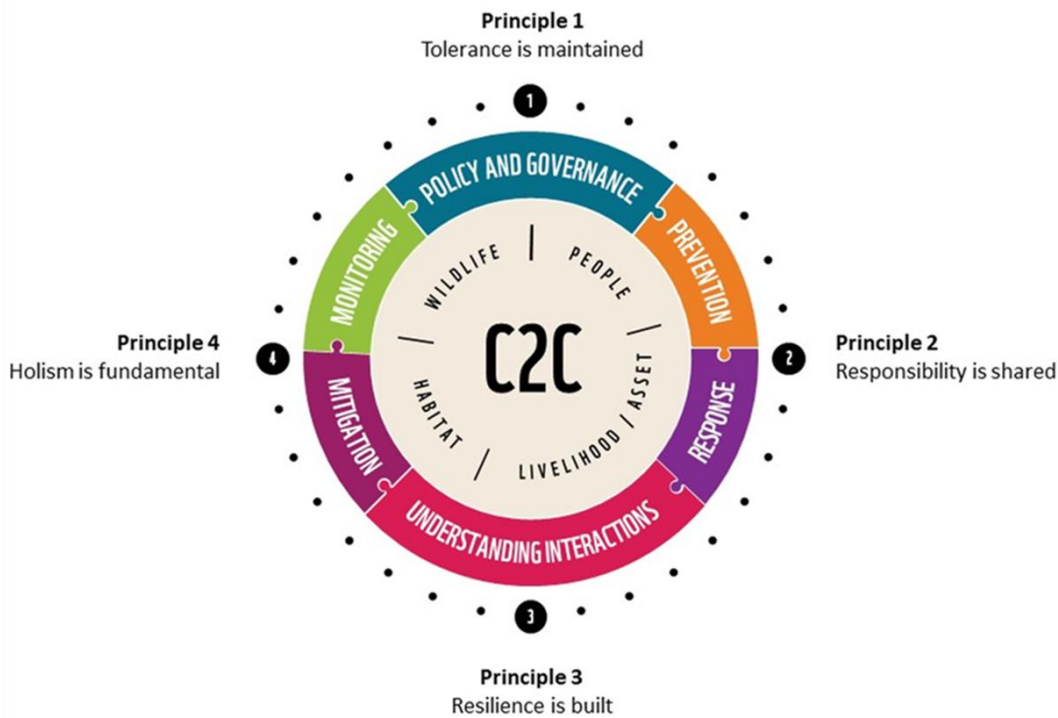 Principle 1
Tolerance is maintained
1
POLICY AND GOVERNANCE
PREVENTION
RESPONSE
UNDERSTANDING INTERACTIONS
MITIGATION
MONITORING
WILDLIFE
PEOPLE
LIVELIHOOD / ASSET
HABITAT
C2C
Principle 4
Holism is fundamental
4
2
Principle 2
Responsibility is shared
3
Principle 3
Resilience is built